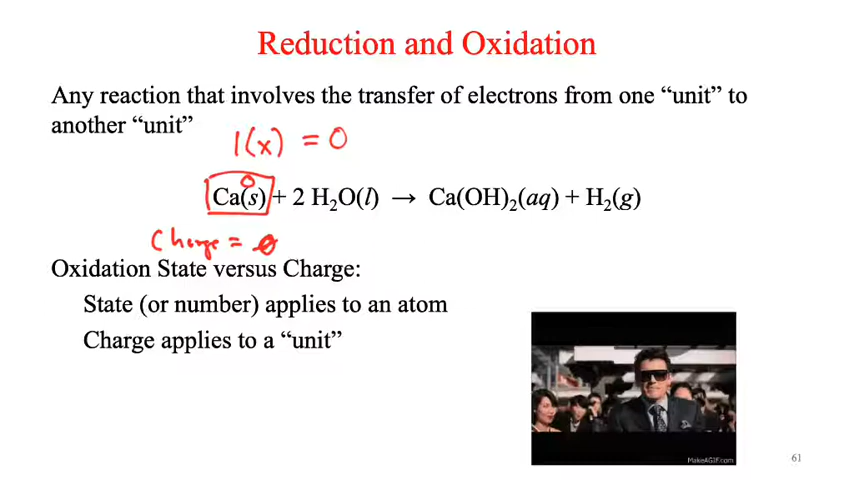 Reduction and Oxidation
Any reaction that involves the transfer of electrons from one “unit” to
another “unit”
1(x) = 0
0
Ca(s) + 2 H₂O(l) → Ca(OH)₂(aq) + H₂(g)
Charge = 0
Oxidation State versus Charge:
State (or number) applies to an atom
Charge applies to a “unit”
MakeAGIF.com
61